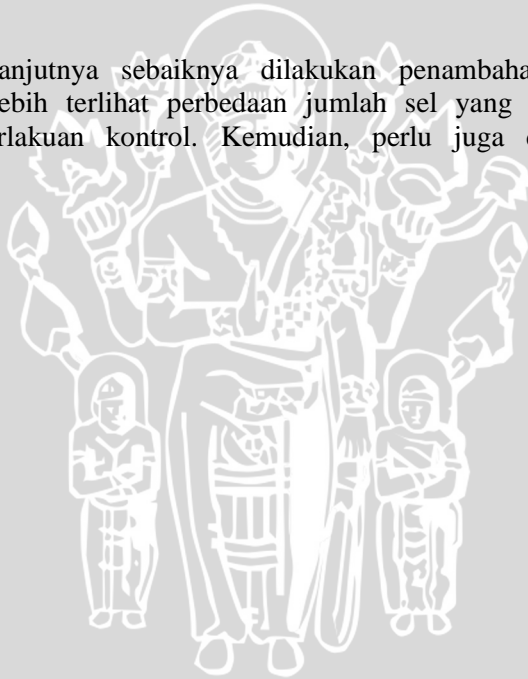 anjutnya sebaiknya dilakukan penambaha
ebih terlihat perbedaan jumlah sel yang
rlakuan kontrol. Kemudian, perlu juga